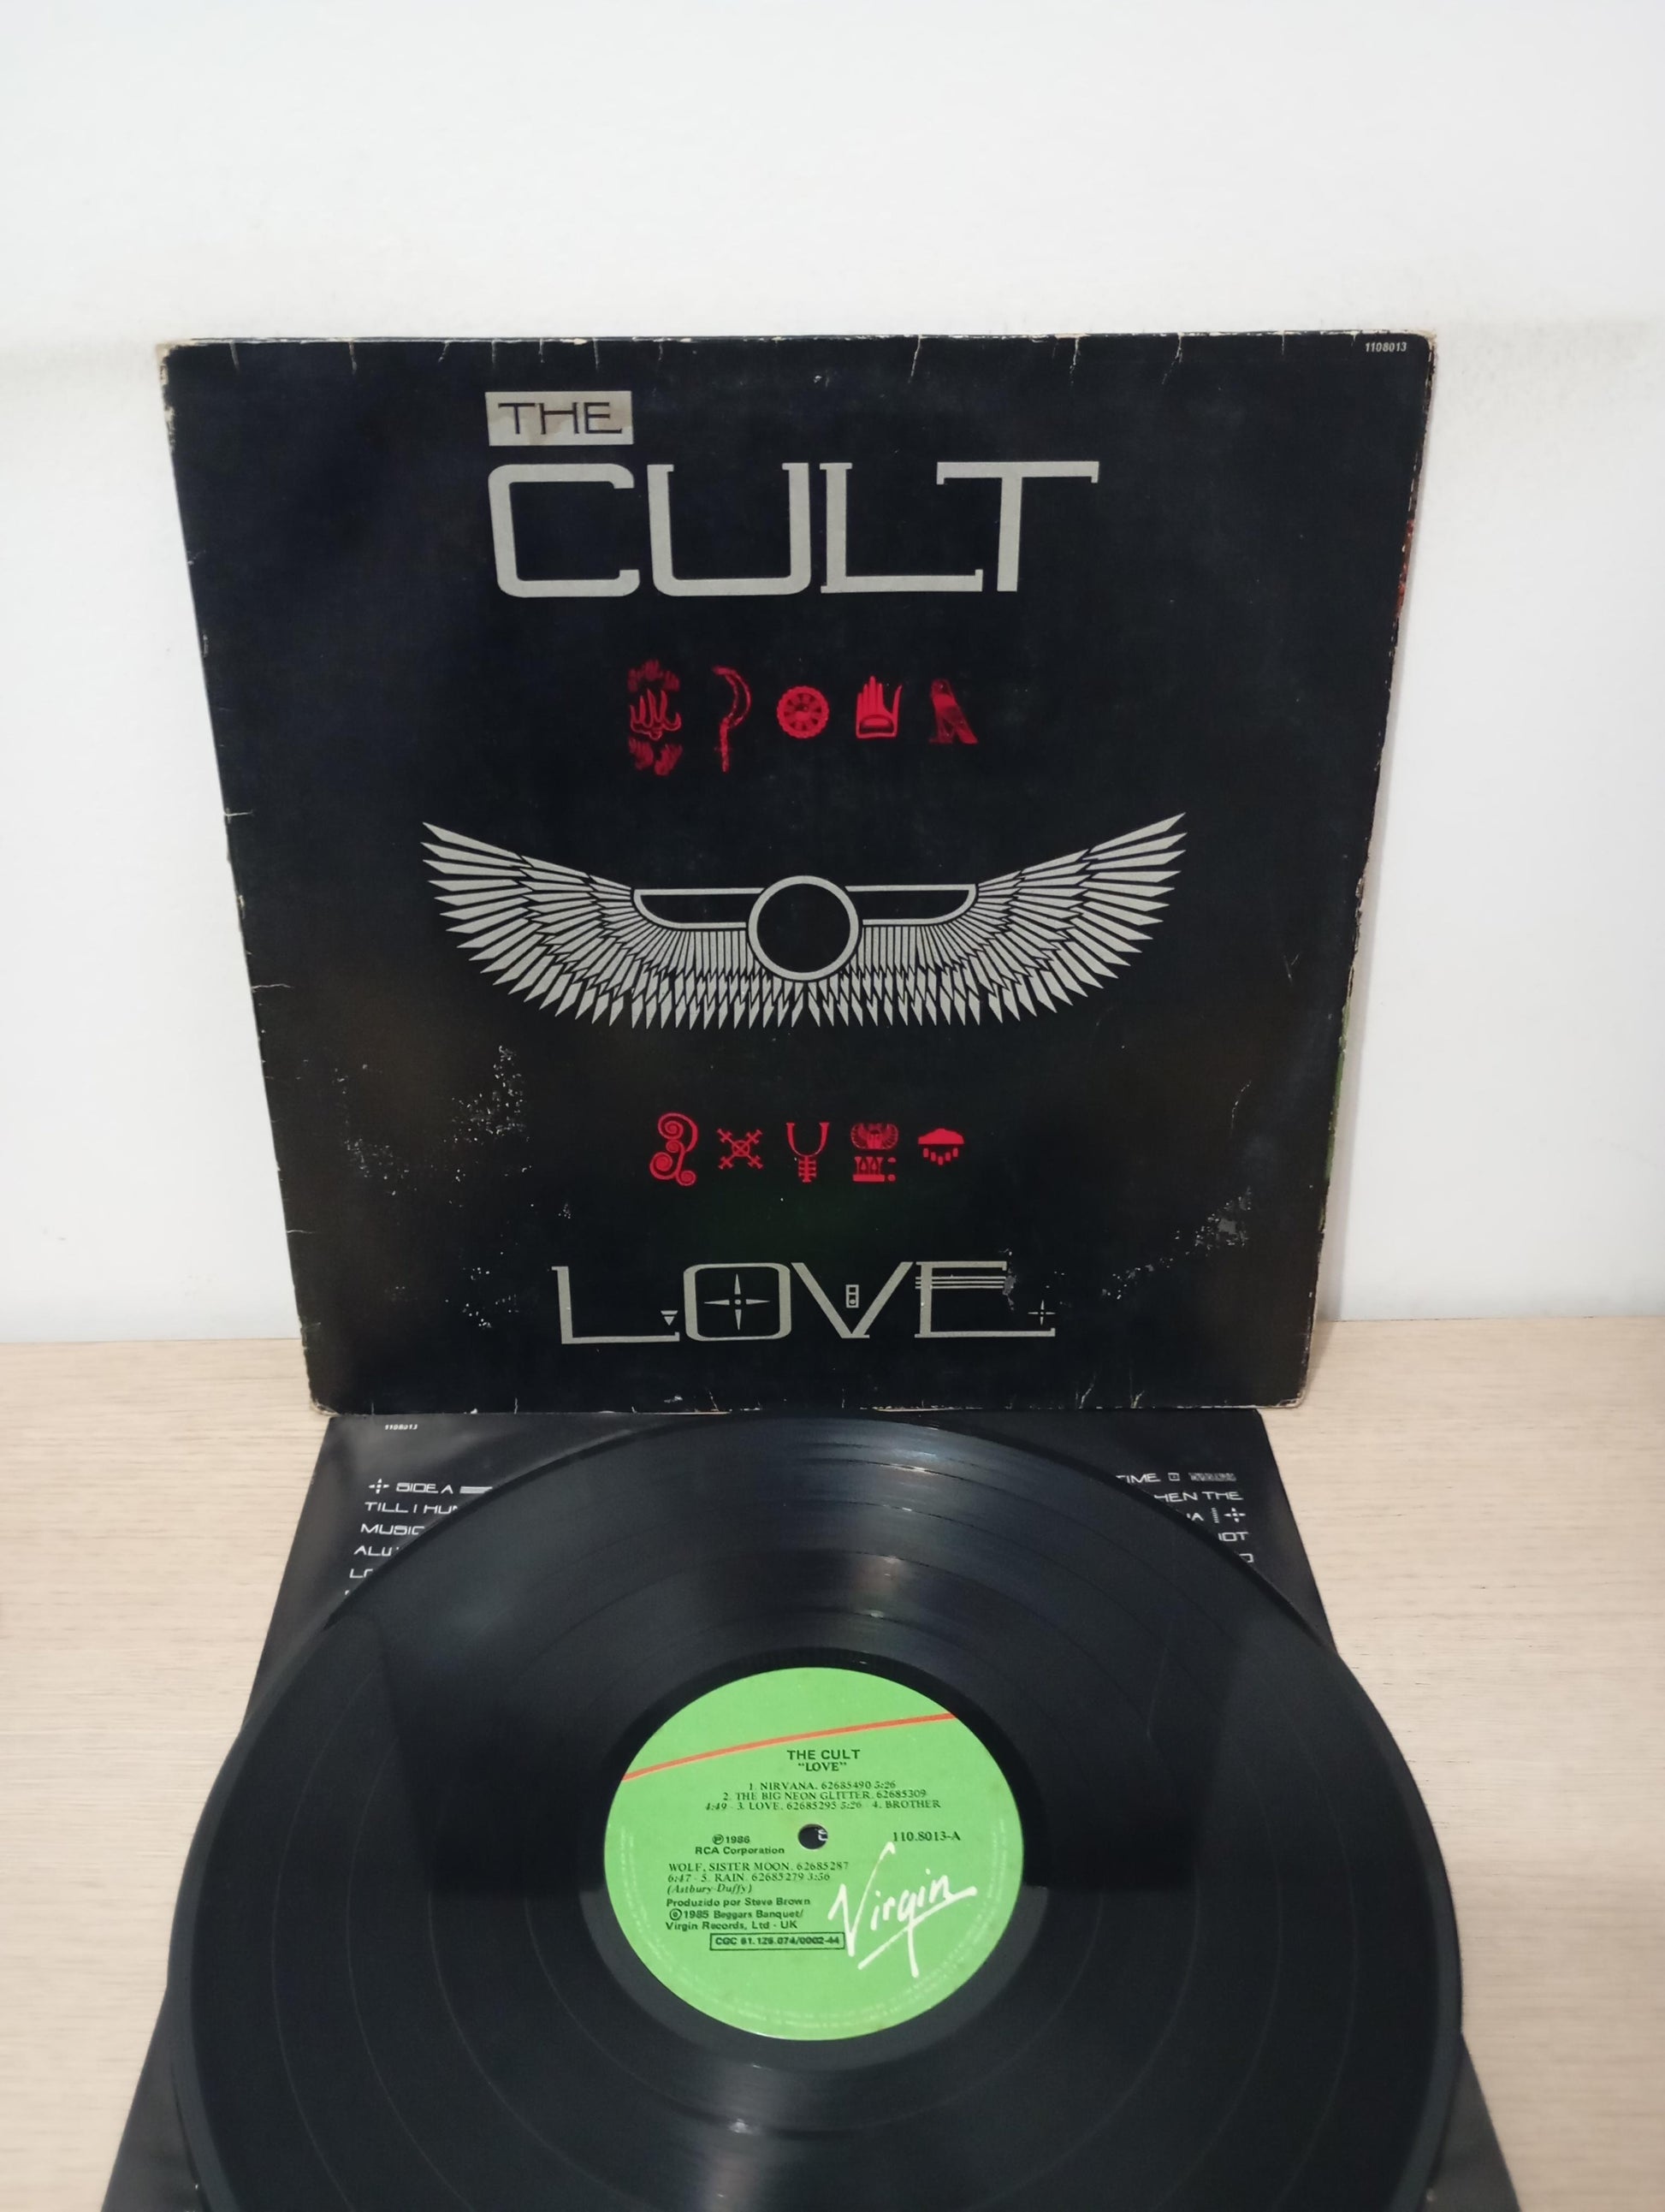 1108013
THE
CULT
LOVE
1108013
SIDE A
TILL I
MUSIC
TIME
THE
THE CULT
"LOVE"
1. NIRVANA. 62685490 5:26
2. THE BIG NEON GLITTER. 62685309
4:49 - 3. LOVE. 62685295 5:26 4. BROTHER
℗1986
RCA Corporation
110.8013-A
WOLF, SISTER MOON. 62685287
6:47 - 5. RAIN. 62685279 3:56
(Astbury-Duffy)
Produzido por Steve Brown
©1985 Beggars Banquet/
Virgin Records, Ltd - UK
CGC 61.126.074/0002-44
Virgin